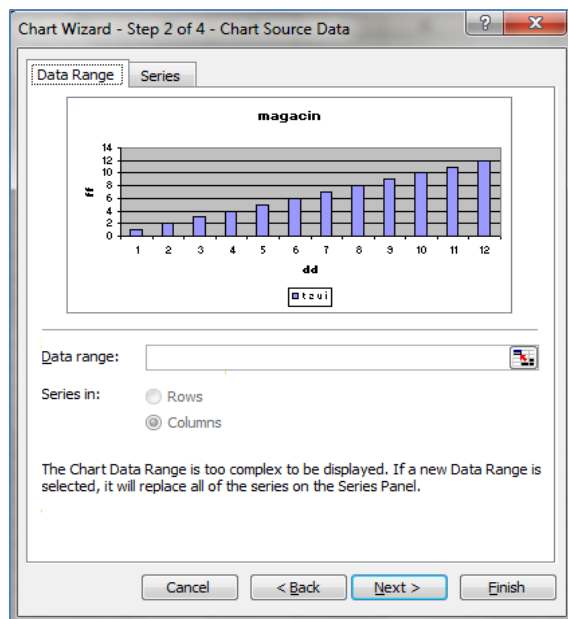 Chart Wizard - Step 2 of 4 - Chart Source Data
Data Range Series
magacin
14
12
10
8
6
4
2
0
ff
1 2 3 4 5 6 7 8 9 10 11 12
dd
tzui
Data range:
Series in:
Rows
Columns
The Chart Data Range is too complex to be displayed. If a new Data Range is
selected, it will replace all of the series on the Series Panel.
Cancel < Back Next > Finish